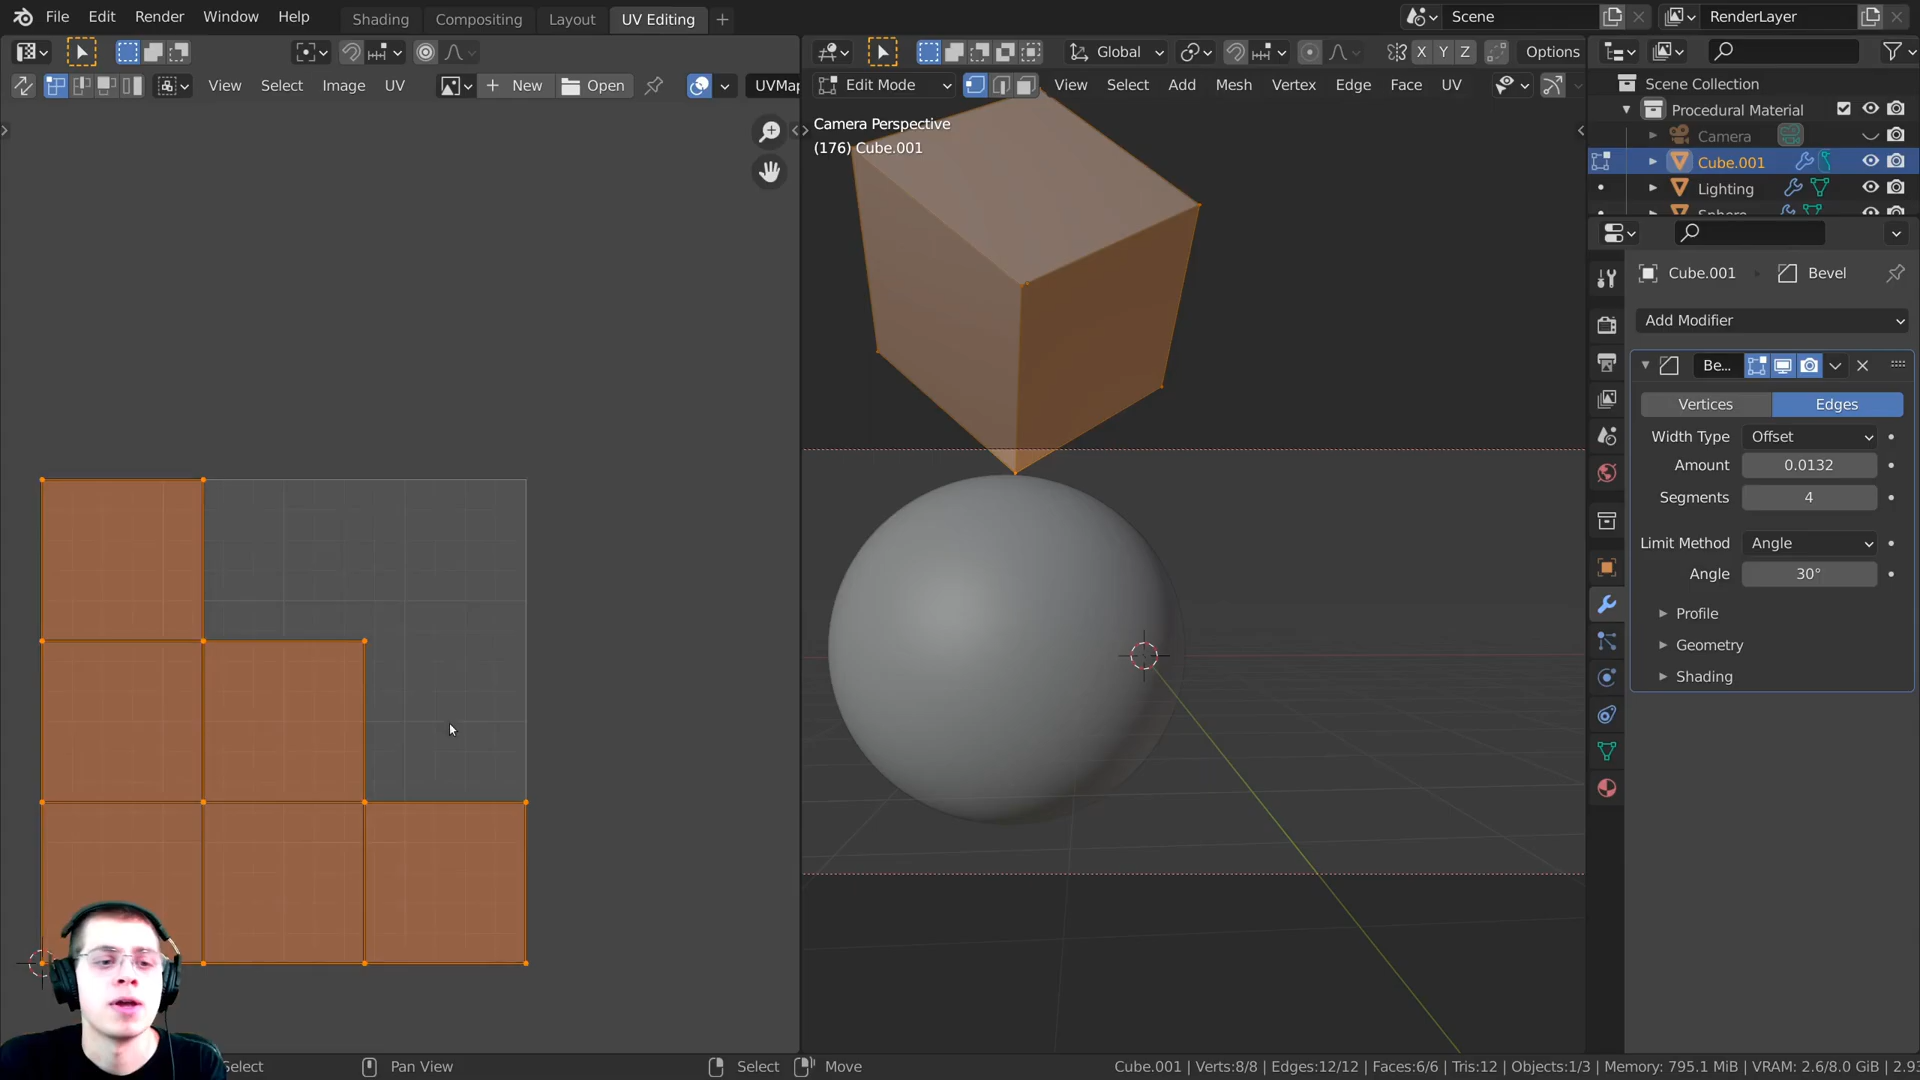 File Edit Render Window Help Shading Compositing Layout UV Editing
Scene RenderLayer
Global X Y Z Options
View Select Image UV New Open UVMap
Edit Mode View Select Add Mesh Vertex Edge Face UV
Camera Perspective
(176) Cube.001
Scene Collection
Procedural Material
Camera
Cube.001
Lighting
Sphere
Cube.001 Bevel
Add Modifier
Be...
Vertices Edges
Width Type Offset
Amount 0.0132
Segments 4
Limit Method Angle
Angle 30°
Profile
Geometry
Shading
Select Pan View Select Move Cube.001 | Verts:8/8 | Edges:12/12 | Faces:6/6 | Tris:12 | Objects:1/3 | Memory: 795.1 MiB | VRAM: 2.6/8.0 GiB | 2.93